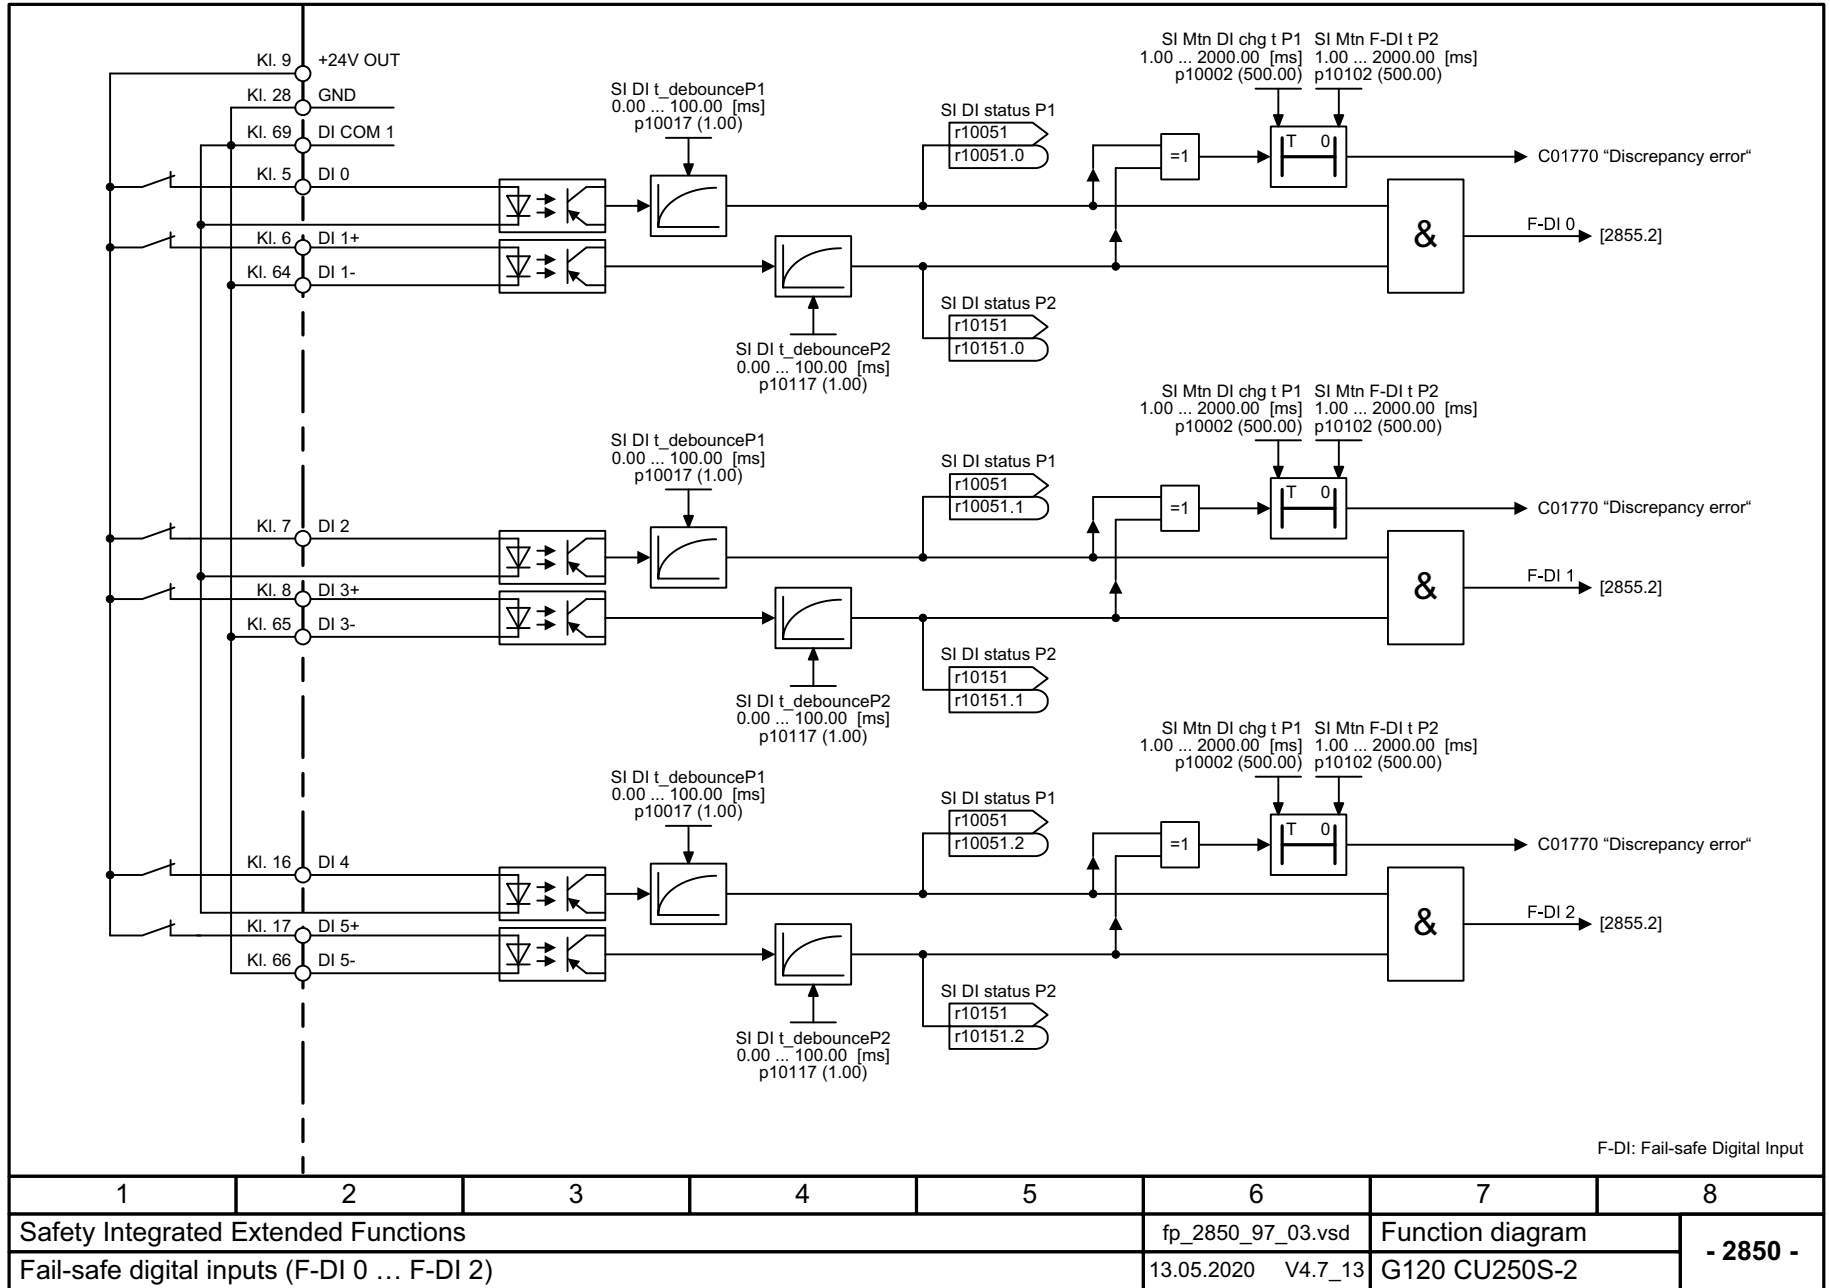 Kl. 9 +24V OUT
Kl. 28 GND
Kl. 69 DI COM 1
Kl. 5 DI 0
Kl. 6 DI 1+
Kl. 64 DI 1-
SI DI t_debounceP1
0.00 ... 100.00 [ms]
p10017 (1.00)
SI DI t_debounceP2
0.00 ... 100.00 [ms]
p10117 (1.00)
SI DI status P1
r10051
r10051.0
SI DI status P2
r10151
r10151.0
SI Mtn DI chg t P1 SI Mtn F-DI t P2
1.00 ... 2000.00 [ms] 1.00 ... 2000.00 [ms]
p10002 (500.00) p10102 (500.00)
=1
T 0
C01770 “Discrepancy error“
&
F-DI 0 [2855.2]
Kl. 7 DI 2
Kl. 8 DI 3+
Kl. 65 DI 3-
SI DI t_debounceP1
0.00 ... 100.00 [ms]
p10017 (1.00)
SI DI t_debounceP2
0.00 ... 100.00 [ms]
p10117 (1.00)
SI DI status P1
r10051
r10051.1
SI DI status P2
r10151
r10151.1
SI Mtn DI chg t P1 SI Mtn F-DI t P2
1.00 ... 2000.00 [ms] 1.00 ... 2000.00 [ms]
p10002 (500.00) p10102 (500.00)
=1
T 0
C01770 “Discrepancy error“
&
F-DI 1 [2855.2]
Kl. 16 DI 4
Kl. 17 DI 5+
Kl. 66 DI 5-
SI DI t_debounceP1
0.00 ... 100.00 [ms]
p10017 (1.00)
SI DI t_debounceP2
0.00 ... 100.00 [ms]
p10117 (1.00)
SI DI status P1
r10051
r10051.2
SI DI status P2
r10151
r10151.2
SI Mtn DI chg t P1 SI Mtn F-DI t P2
1.00 ... 2000.00 [ms] 1.00 ... 2000.00 [ms]
p10002 (500.00) p10102 (500.00)
=1
T 0
C01770 “Discrepancy error“
&
F-DI 2 [2855.2]
F-DI: Fail-safe Digital Input
1 2 3 4 5 6 7 8
Safety Integrated Extended Functions fp_2850_97_03.vsd Function diagram - 2850 -
Fail-safe digital inputs (F-DI 0 … F-DI 2) 13.05.2020 V4.7_13 G120 CU250S-2